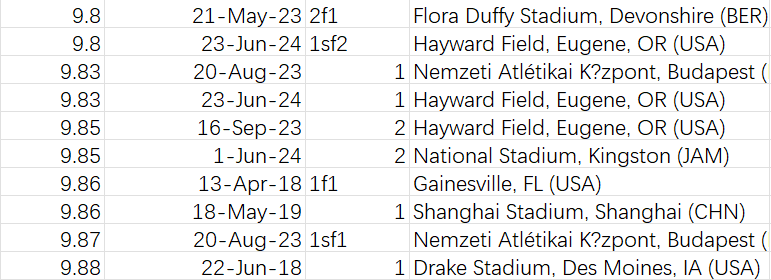 9.8 21-May-23 2f1 Flora Duffy Stadium, Devonshire (BER)
9.8 23-Jun-24 1sf2 Hayward Field, Eugene, OR (USA)
9.83 20-Aug-23 1 Nemzeti Atlétikai K?zpont, Budapest (
9.83 23-Jun-24 1 Hayward Field, Eugene, OR (USA)
9.85 16-Sep-23 2 Hayward Field, Eugene, OR (USA)
9.85 1-Jun-24 2 National Stadium, Kingston (JAM)
9.86 13-Apr-18 1f1 Gainesville, FL (USA)
9.86 18-May-19 1 Shanghai Stadium, Shanghai (CHN)
9.87 20-Aug-23 1sf1 Nemzeti Atlétikai K?zpont, Budapest (
9.88 22-Jun-18 1 Drake Stadium, Des Moines, IA (USA)